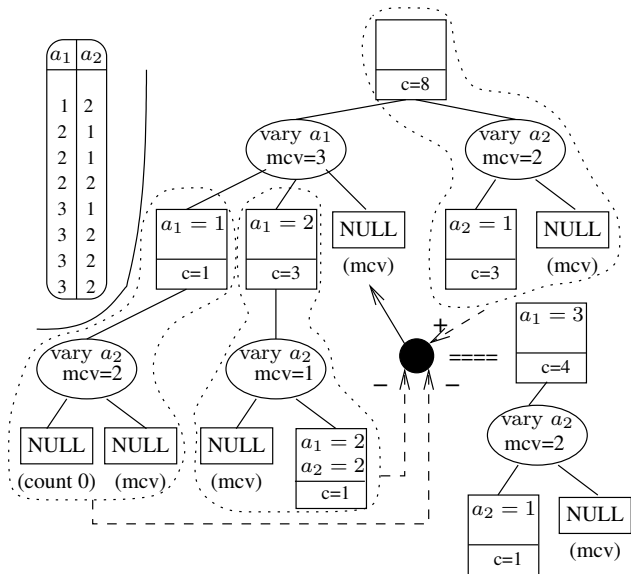 a₁ a₂
1 2
2 1
2 1
2 2
3 1
3 2
3 2
3 2
c=8
vary a₁
mcv=3
vary a₂
mcv=2
a₁ = 1
c=1
a₁ = 2
c=3
NULL
(mcv)
a₂ = 1
c=3
NULL
(mcv)
vary a₂
mcv=2
vary a₂
mcv=1
+
− −
====
a₁ = 3
c=4
vary a₂
mcv=2
NULL
(count 0)
NULL
(mcv)
NULL
(mcv)
a₁ = 2
a₂ = 2
c=1
a₂ = 1
c=1
NULL
(mcv)